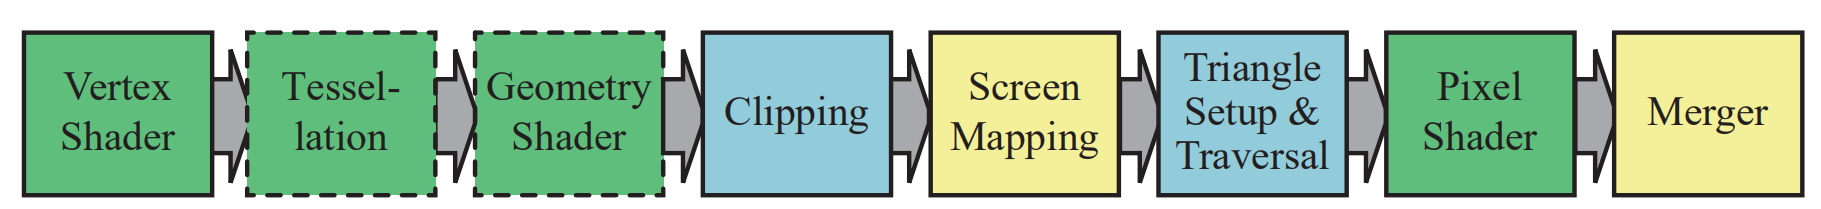 Vertex
Shader
Tessel-
lation
Geometry
Shader
Clipping
Screen
Mapping
Triangle
Setup &
Traversal
Pixel
Shader
Merger